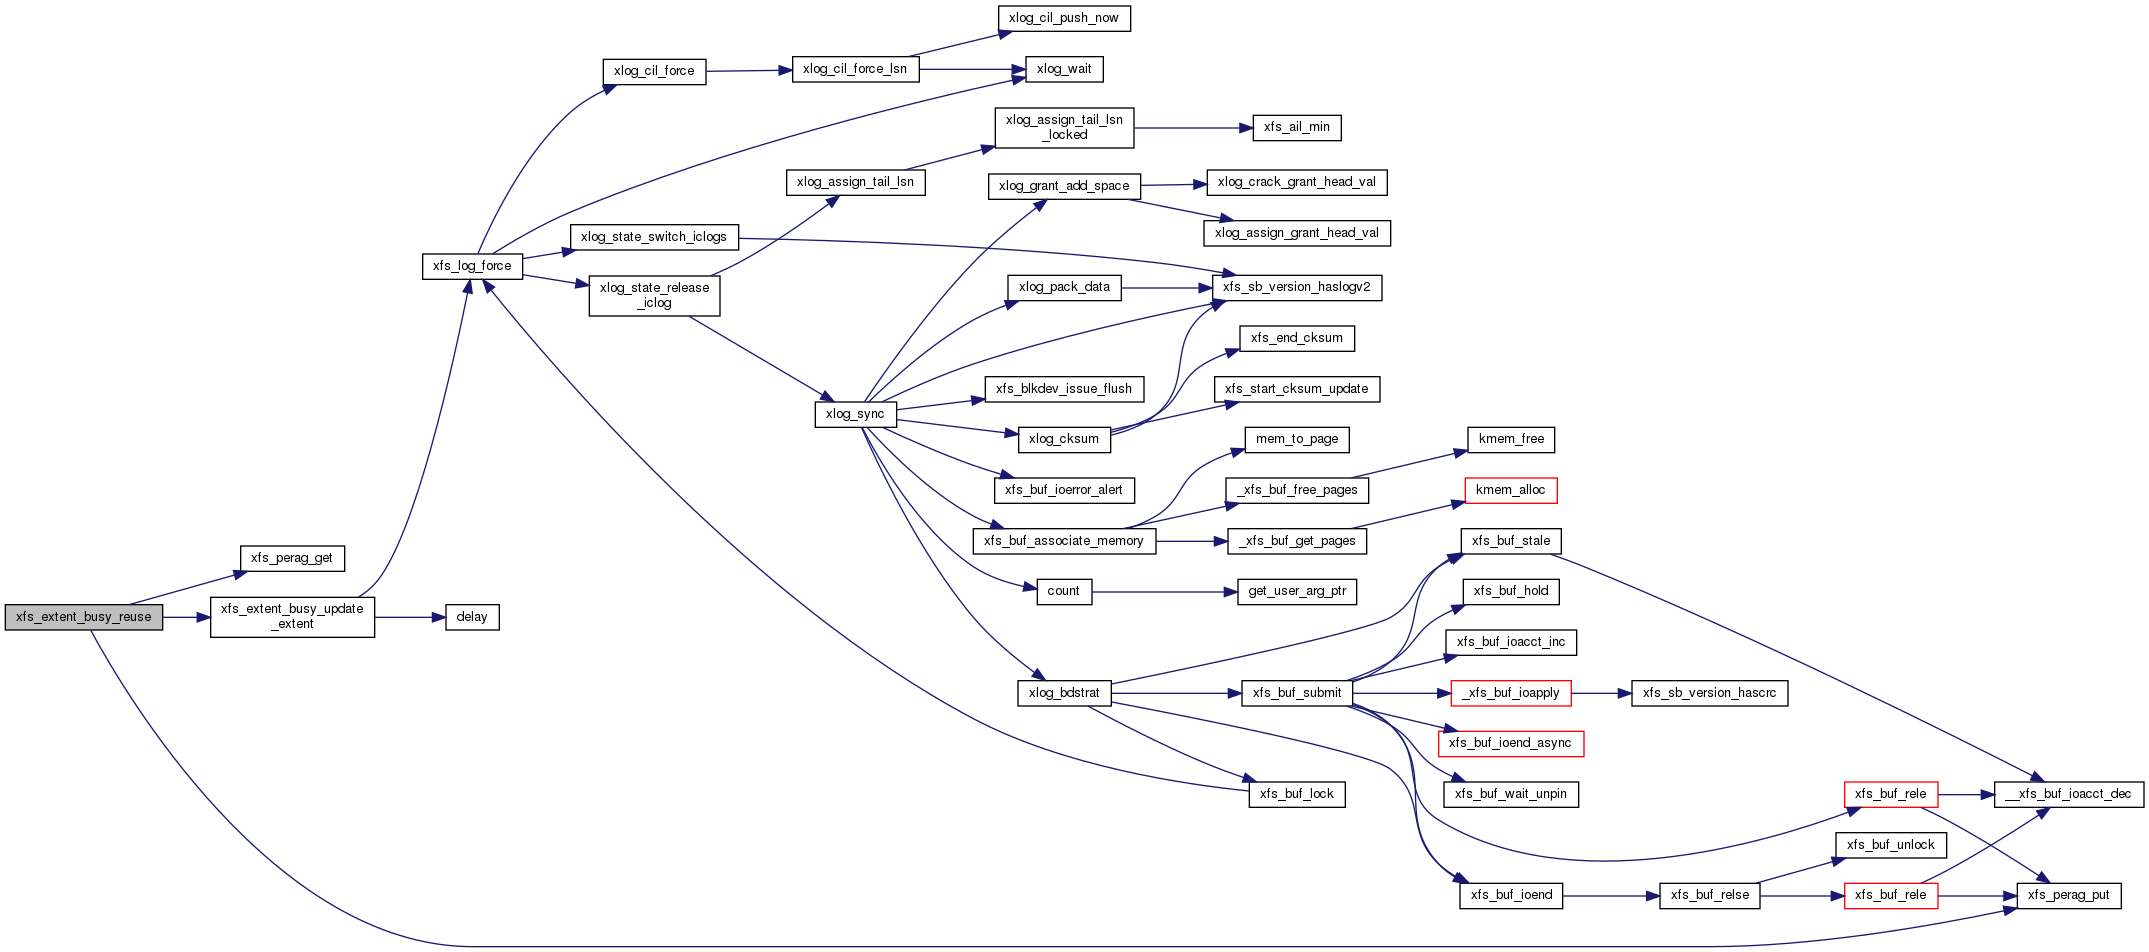 xlog_cil_push_now
xlog_cil_force
xlog_cil_force_lsn
xlog_wait
xlog_assign_tail_lsn
_locked
xfs_ail_min
xlog_assign_tail_lsn
xlog_grant_add_space
xlog_crack_grant_head_val
xlog_assign_grant_head_val
xlog_state_switch_iclogs
xfs_log_force
xlog_state_release
_iclog
xlog_pack_data
xfs_sb_version_haslogv2
xfs_end_cksum
xfs_blkdev_issue_flush
xfs_start_cksum_update
xlog_sync
xlog_cksum
mem_to_page
kmem_free
xfs_buf_ioerror_alert
_xfs_buf_free_pages
kmem_alloc
xfs_buf_associate_memory
_xfs_buf_get_pages
xfs_buf_stale
xfs_perag_get
count
get_user_arg_ptr
xfs_buf_hold
xfs_extent_busy_reuse
xfs_extent_busy_update
_extent
delay
xfs_buf_ioacct_inc
xlog_bdstrat
xfs_buf_submit
_xfs_buf_ioapply
xfs_sb_version_hascrc
xfs_buf_ioend_async
xfs_buf_lock
xfs_buf_wait_unpin
xfs_buf_rele
__xfs_buf_ioacct_dec
xfs_buf_unlock
xfs_buf_ioend
xfs_buf_relse
xfs_buf_rele
xfs_perag_put